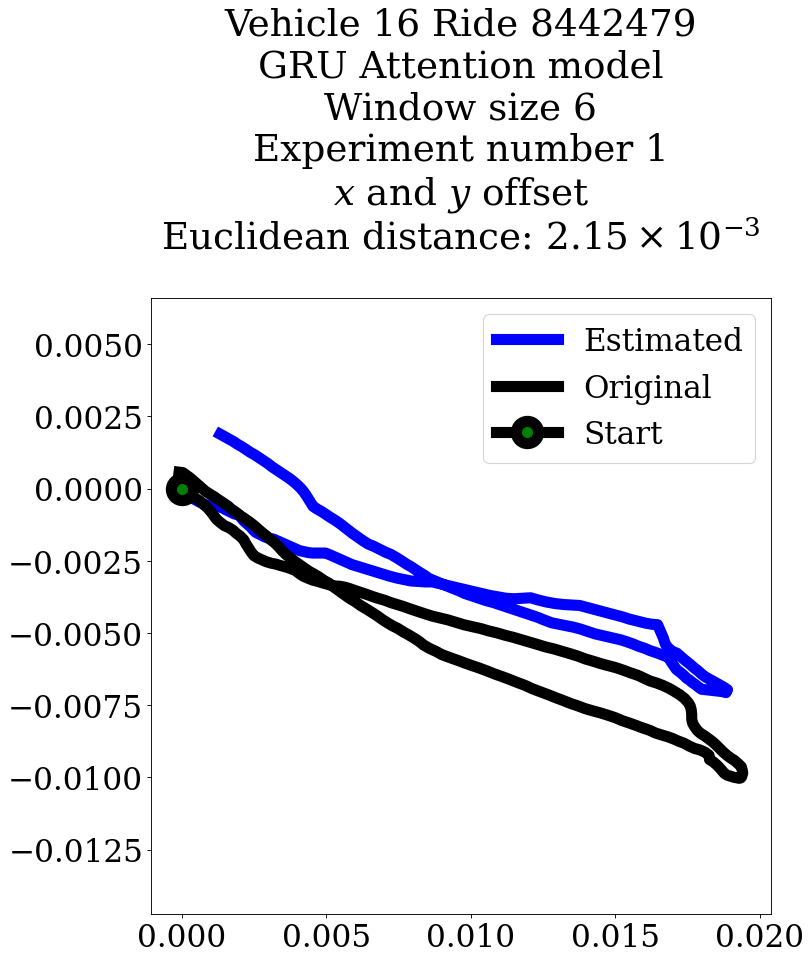 Vehicle 16 Ride 8442479
GRU Attention model
Window size 6
Experiment number 1
x and y offset
Euclidean distance: 2.15 × 10⁻³
Estimated
Original
Start
0.0050
0.0025
0.0000
−0.0025
−0.0050
−0.0075
−0.0100
−0.0125
0.000 0.005 0.010 0.015 0.020